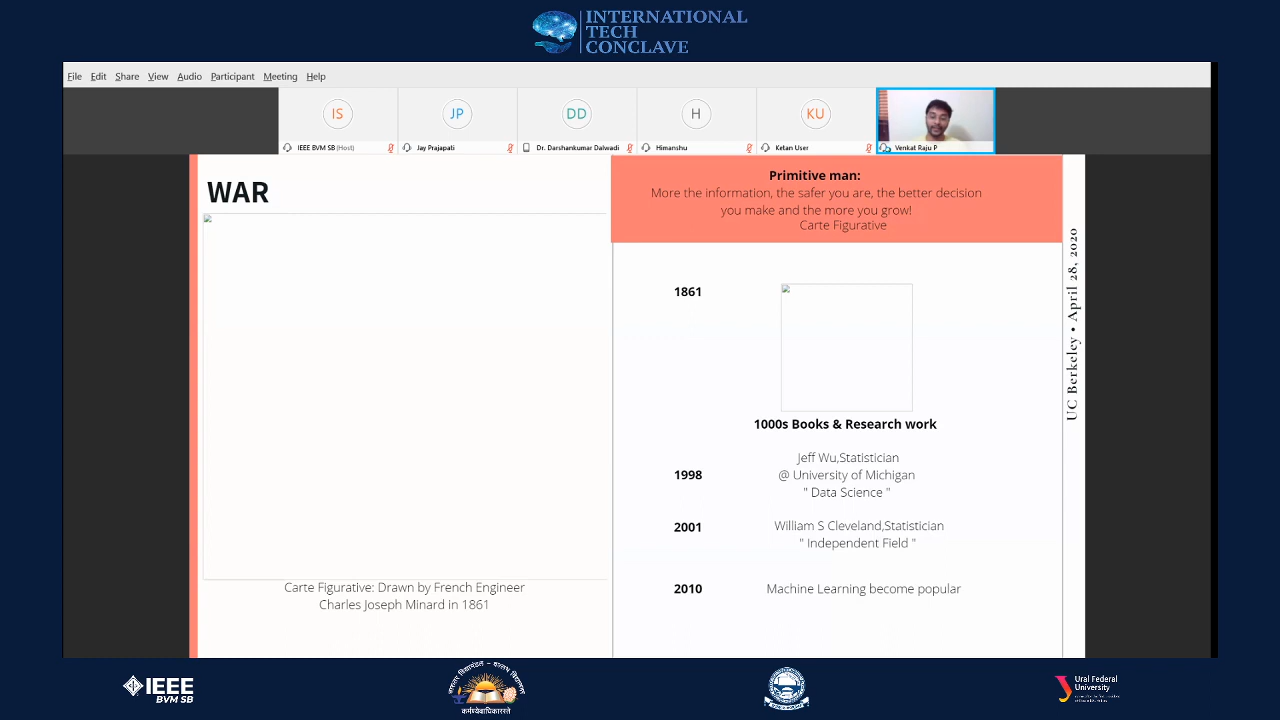 INTERNATIONAL
TECH
CONCLAVE
File Edit Share View Audio Participant Meeting Help
IS
JP
DD
H
KU
IEEE BVM SB (Host)
Jay Prajapati
Dr. Darshankumar Dalwadi
Himanshu
Ketan User
Venkat Raju P
WAR
Carte Figurative: Drawn by French Engineer
Charles Joseph Minard in 1861
Primitive man:
More the information, the safer you are, the better decision
you make and the more you grow!
Carte Figurative
1861
1000s Books & Research work
Jeff Wu,Statistician
1998 @ University of Michigan
" Data Science "
2001 William S Cleveland,Statistician
" Independent Field "
2010 Machine Learning become popular
UC Berkeley • April 28, 2020
IEEE
BVM SB
कर्मण्येवाधिकारस्ते
Ural Federal
University